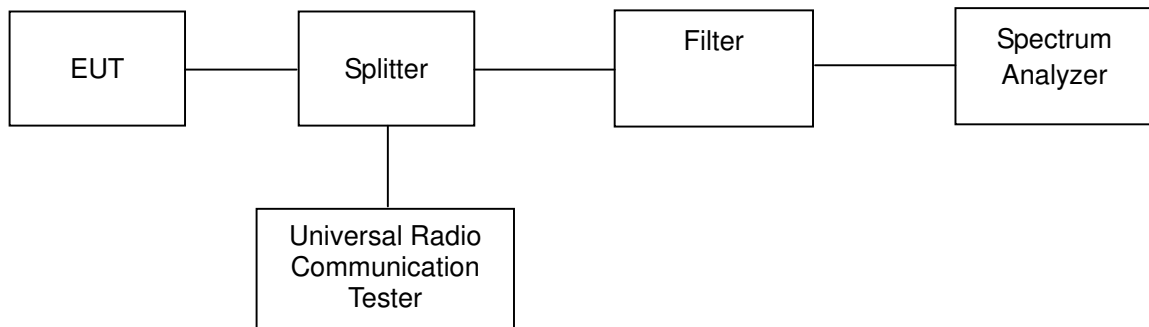 EUT
Splitter
Filter
Spectrum
Analyzer
Universal Radio
Communication
Tester